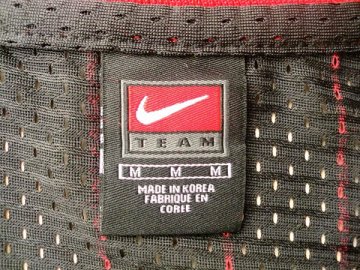 TEAM
M M M
MADE IN KOREA
FABRIQUE EN
COREE